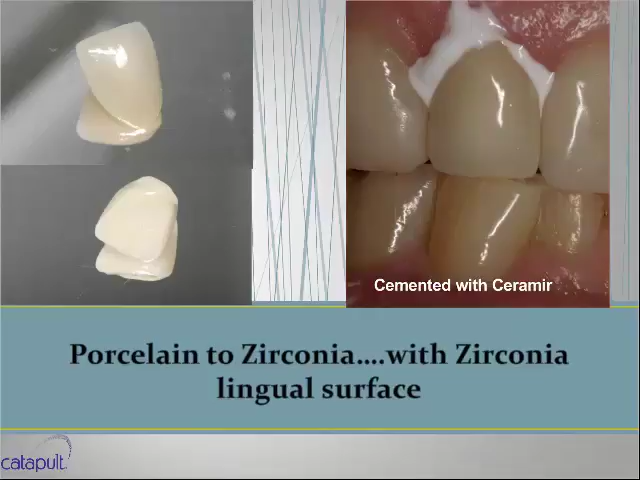 Cemented with Ceramir
Porcelain to Zirconia....with Zirconia
lingual surface
catapult